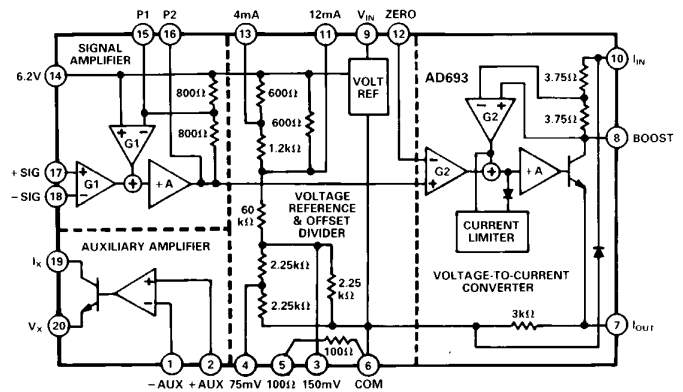 P1 P2 4mA 12mA VIN ZERO
15 16 13 11 9 12
SIGNAL
AMPLIFIER
6.2V 14
800Ω
800Ω
+ -
G1
+ SIG 17
- SIG 18
+
-
G1
+
+ A
600Ω
600Ω
1.2kΩ
VOLT
REF
60
kΩ
VOLTAGE
REFERENCE
& OFFSET
DIVIDER
2.25kΩ
2.25kΩ
2.25
kΩ
100Ω
AD693
- +
G2
-
+
G2
+
+ A
3.75Ω
3.75Ω
10 IIN
8 BOOST
CURRENT
LIMITER
VOLTAGE-TO-CURRENT
CONVERTER
3kΩ
7 IOUT
AUXILIARY AMPLIFIER
IX 19
VX 20
+
-
1 2 4 5 3 6
- AUX + AUX 75mV 100Ω 150mV COM